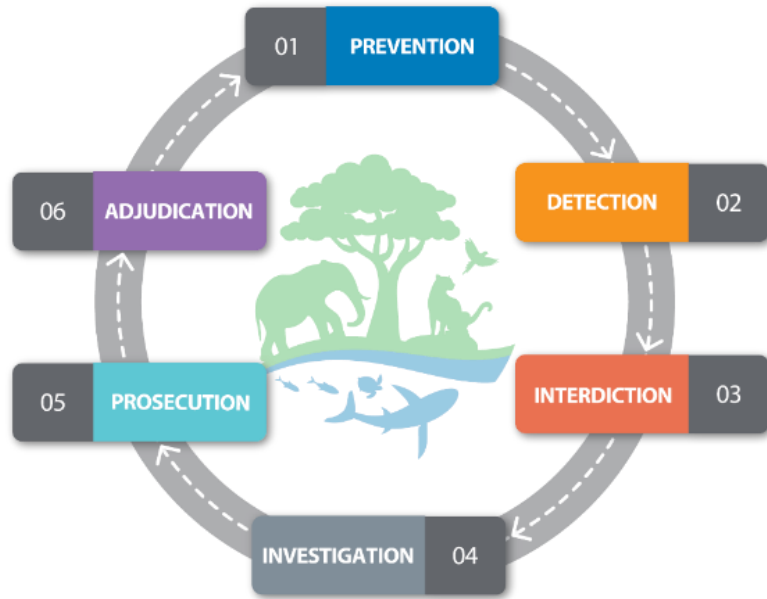 01 PREVENTION
DETECTION 02
INTERDICTION 03
INVESTIGATION 04
05 PROSECUTION
06 ADJUDICATION